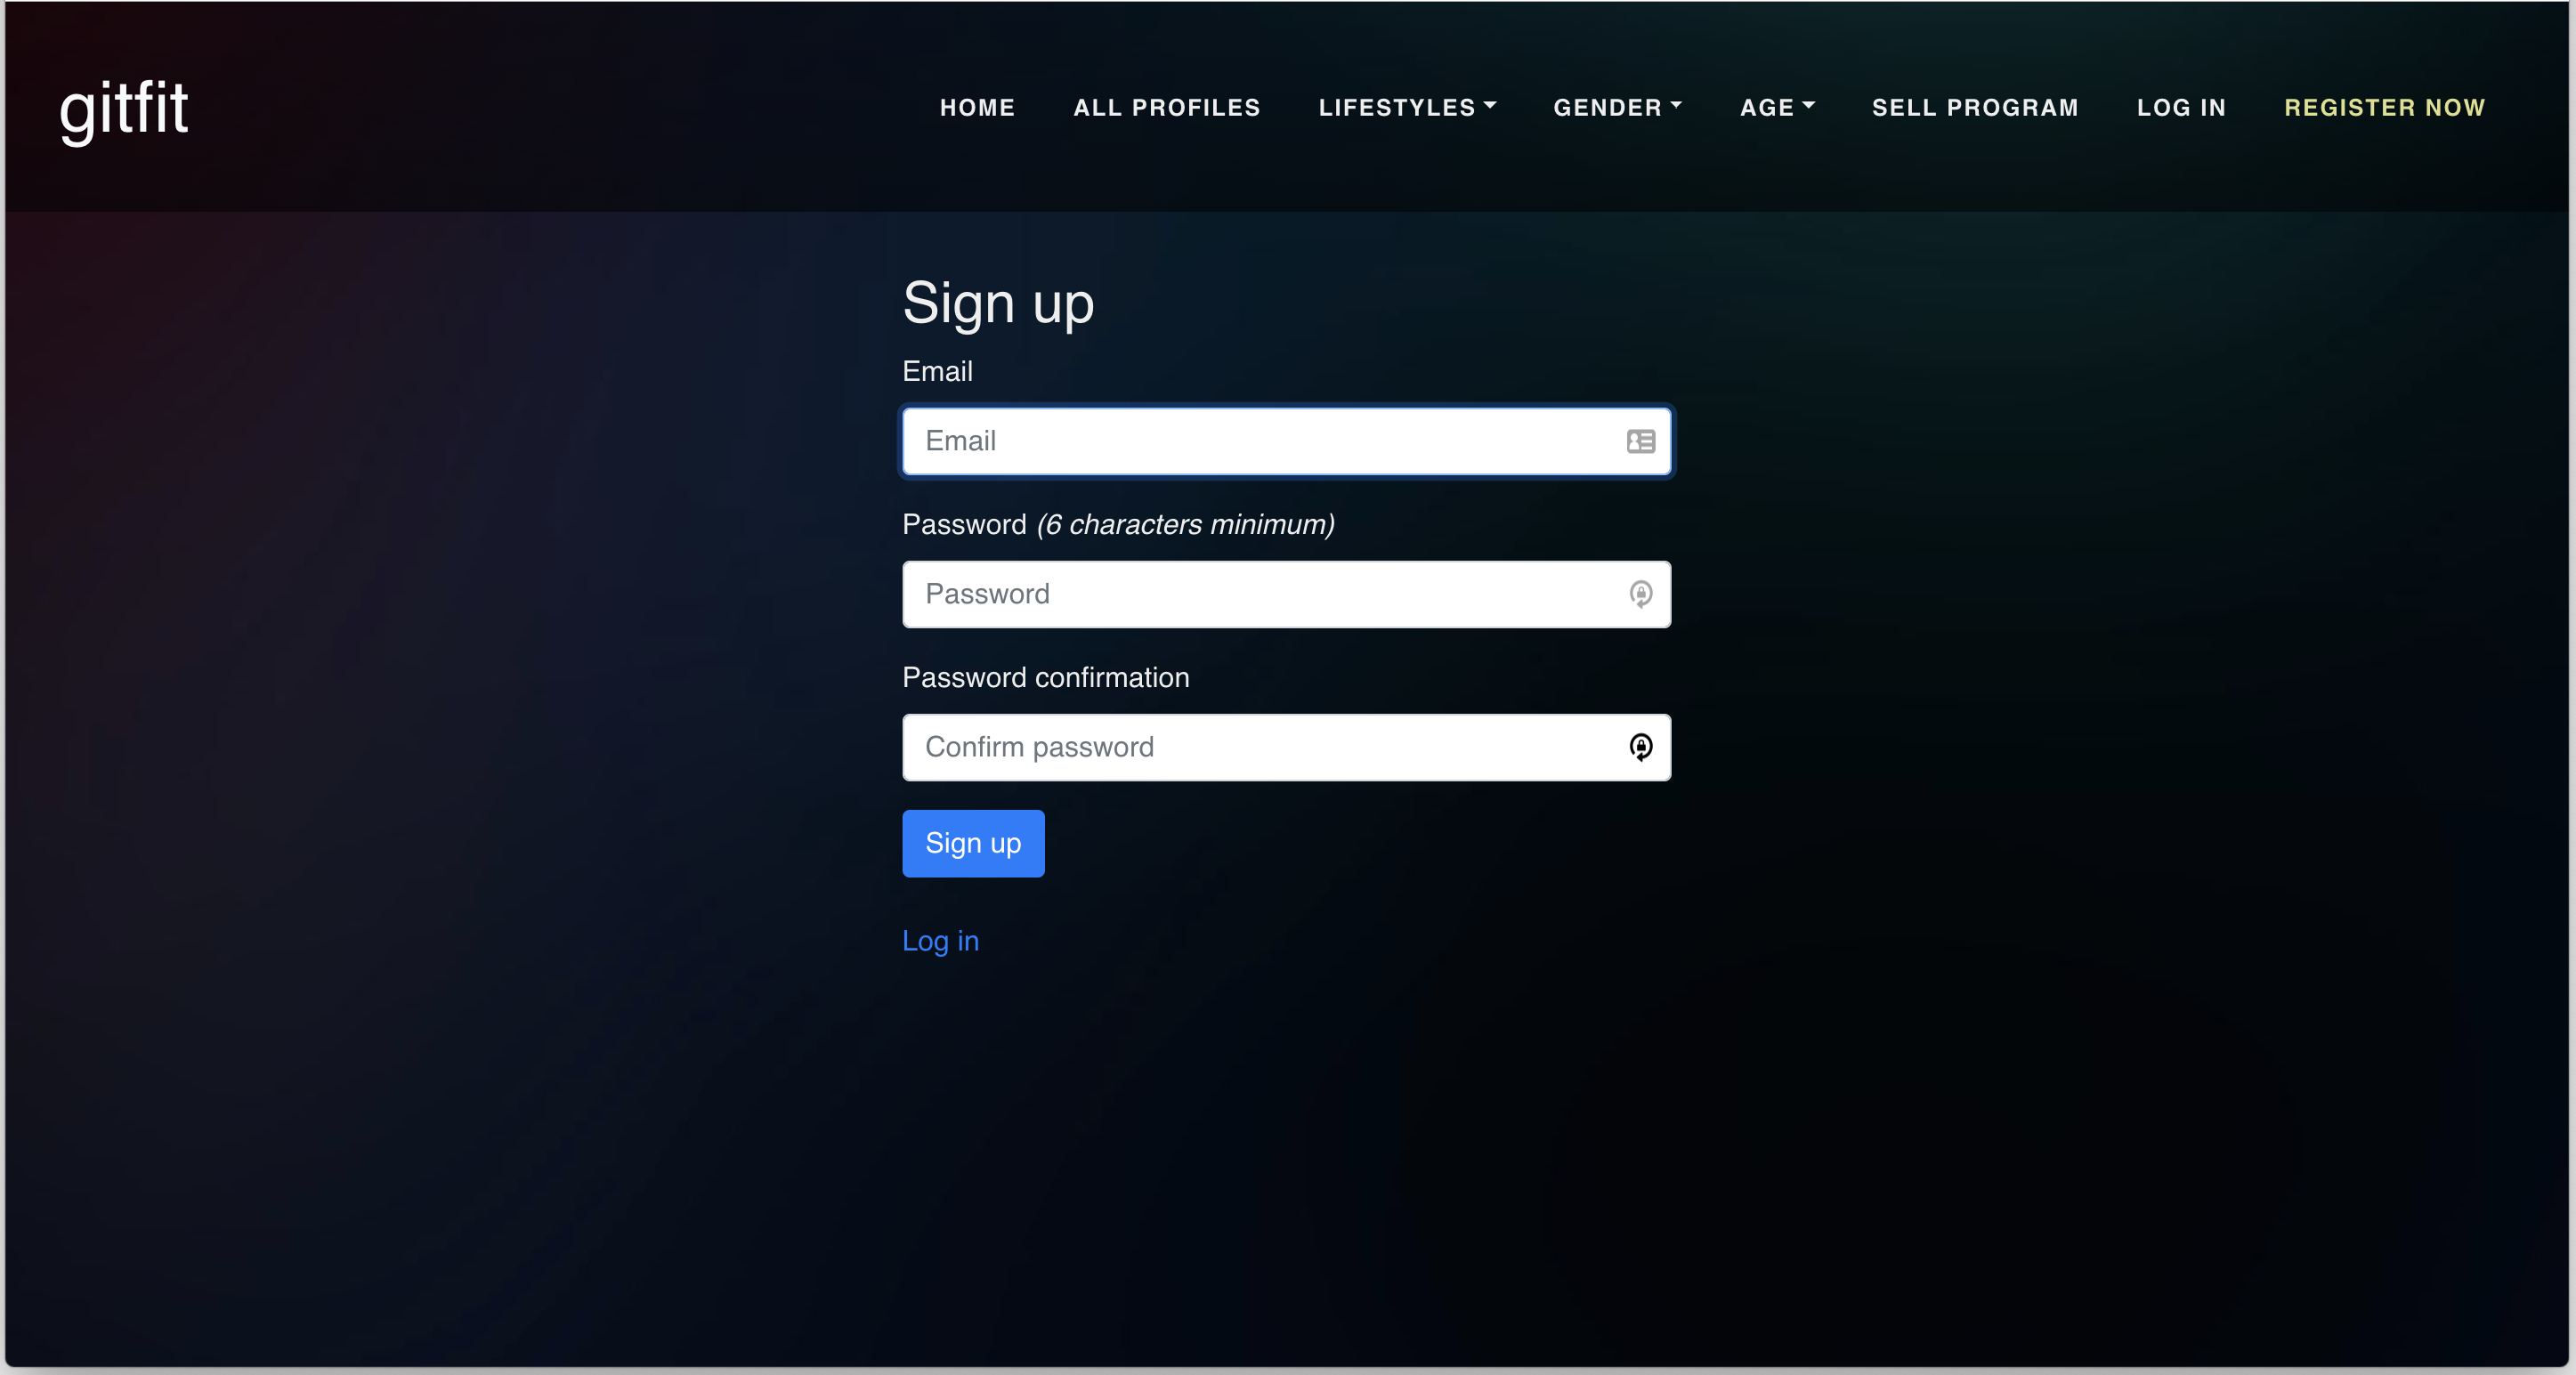 gitfit
HOME ALL PROFILES LIFESTYLES GENDER AGE SELL PROGRAM LOG IN REGISTER NOW
Sign up
Email
Email
Password (6 characters minimum)
Password
Password confirmation
Confirm password
Sign up
Log in